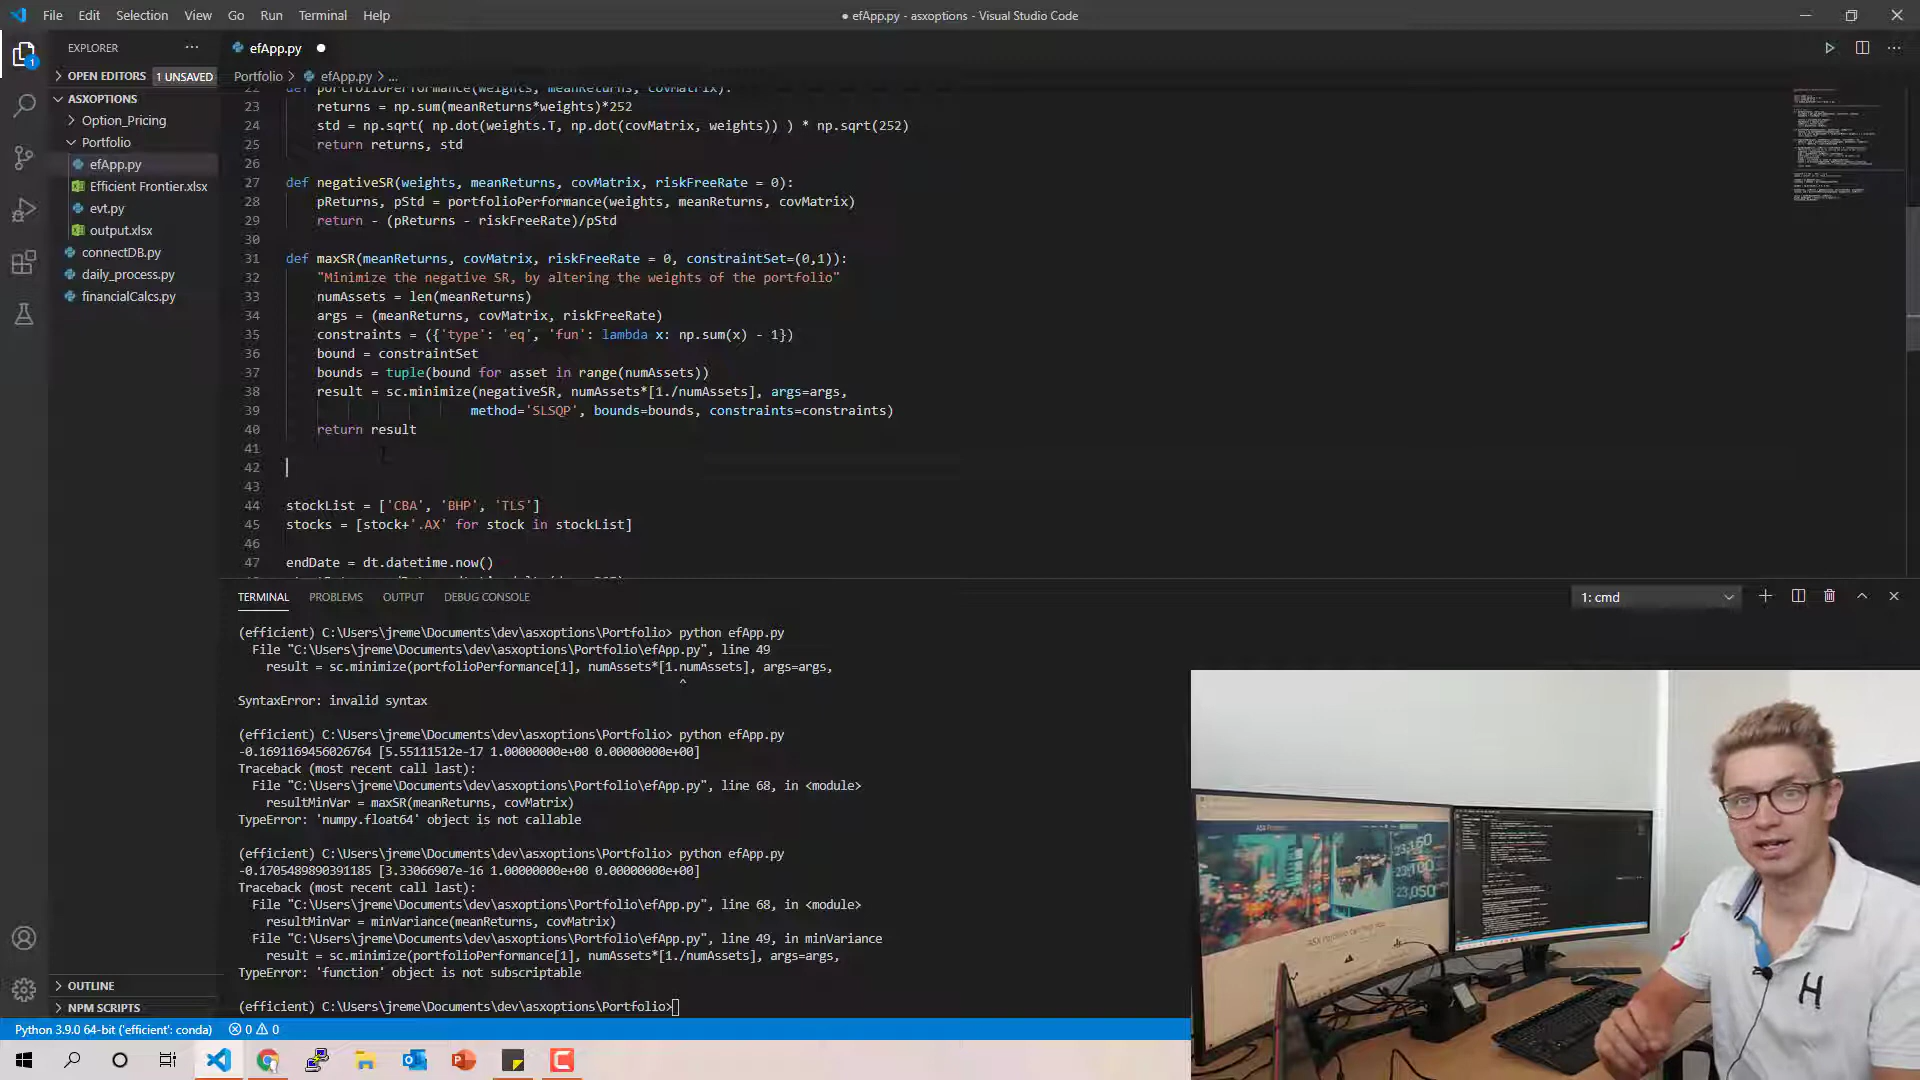 File Edit Selection View Go Run Terminal Help
● efApp.py - asxoptions - Visual Studio Code
EXPLORER
OPEN EDITORS 1 UNSAVED
ASXOPTIONS
Option_Pricing
Portfolio
efApp.py
Efficient Frontier.xlsx
evt.py
output.xlsx
connectDB.py
daily_process.py
financialCalcs.py
OUTLINE
NPM SCRIPTS
efApp.py
Portfolio > efApp.py > ...
22 def portfolioPerformance(weights, meanReturns, covMatrix):
23 returns = np.sum(meanReturns*weights)*252
24 std = np.sqrt( np.dot(weights.T, np.dot(covMatrix, weights)) ) * np.sqrt(252)
25 return returns, std
26
27 def negativeSR(weights, meanReturns, covMatrix, riskFreeRate = 0):
28 pReturns, pStd = portfolioPerformance(weights, meanReturns, covMatrix)
29 return - (pReturns - riskFreeRate)/pStd
30
31 def maxSR(meanReturns, covMatrix, riskFreeRate = 0, constraintSet=(0,1)):
32 "Minimize the negative SR, by altering the weights of the portfolio"
33 numAssets = len(meanReturns)
34 args = (meanReturns, covMatrix, riskFreeRate)
35 constraints = ({'type': 'eq', 'fun': lambda x: np.sum(x) - 1})
36 bound = constraintSet
37 bounds = tuple(bound for asset in range(numAssets))
38 result = sc.minimize(negativeSR, numAssets*[1./numAssets], args=args,
39 method='SLSQP', bounds=bounds, constraints=constraints)
40 return result
41
42
43
44 stockList = ['CBA', 'BHP', 'TLS']
45 stocks = [stock+'.AX' for stock in stockList]
46
47 endDate = dt.datetime.now()
TERMINAL PROBLEMS OUTPUT DEBUG CONSOLE
1: cmd
(efficient) C:\Users\jreme\Documents\dev\asxoptions\Portfolio> python efApp.py
File "C:\Users\jreme\Documents\dev\asxoptions\Portfolio\efApp.py", line 49
result = sc.minimize(portfolioPerformance[1], numAssets*[1.numAssets], args=args,
^
SyntaxError: invalid syntax
(efficient) C:\Users\jreme\Documents\dev\asxoptions\Portfolio> python efApp.py
-0.1691169456026764 [5.55111512e-17 1.00000000e+00 0.00000000e+00]
Traceback (most recent call last):
File "C:\Users\jreme\Documents\dev\asxoptions\Portfolio\efApp.py", line 68, in <module>
resultMinVar = maxSR(meanReturns, covMatrix)
TypeError: 'numpy.float64' object is not callable
(efficient) C:\Users\jreme\Documents\dev\asxoptions\Portfolio> python efApp.py
-0.1705489890391185 [3.33066907e-16 1.00000000e+00 0.00000000e+00]
Traceback (most recent call last):
File "C:\Users\jreme\Documents\dev\asxoptions\Portfolio\efApp.py", line 68, in <module>
resultMinVar = minVariance(meanReturns, covMatrix)
File "C:\Users\jreme\Documents\dev\asxoptions\Portfolio\efApp.py", line 49, in minVariance
result = sc.minimize(portfolioPerformance[1], numAssets*[1./numAssets], args=args,
TypeError: 'function' object is not subscriptable
(efficient) C:\Users\jreme\Documents\dev\asxoptions\Portfolio>
Python 3.9.0 64-bit ('efficient': conda) 0 0
23,160
23,100
23,050
H